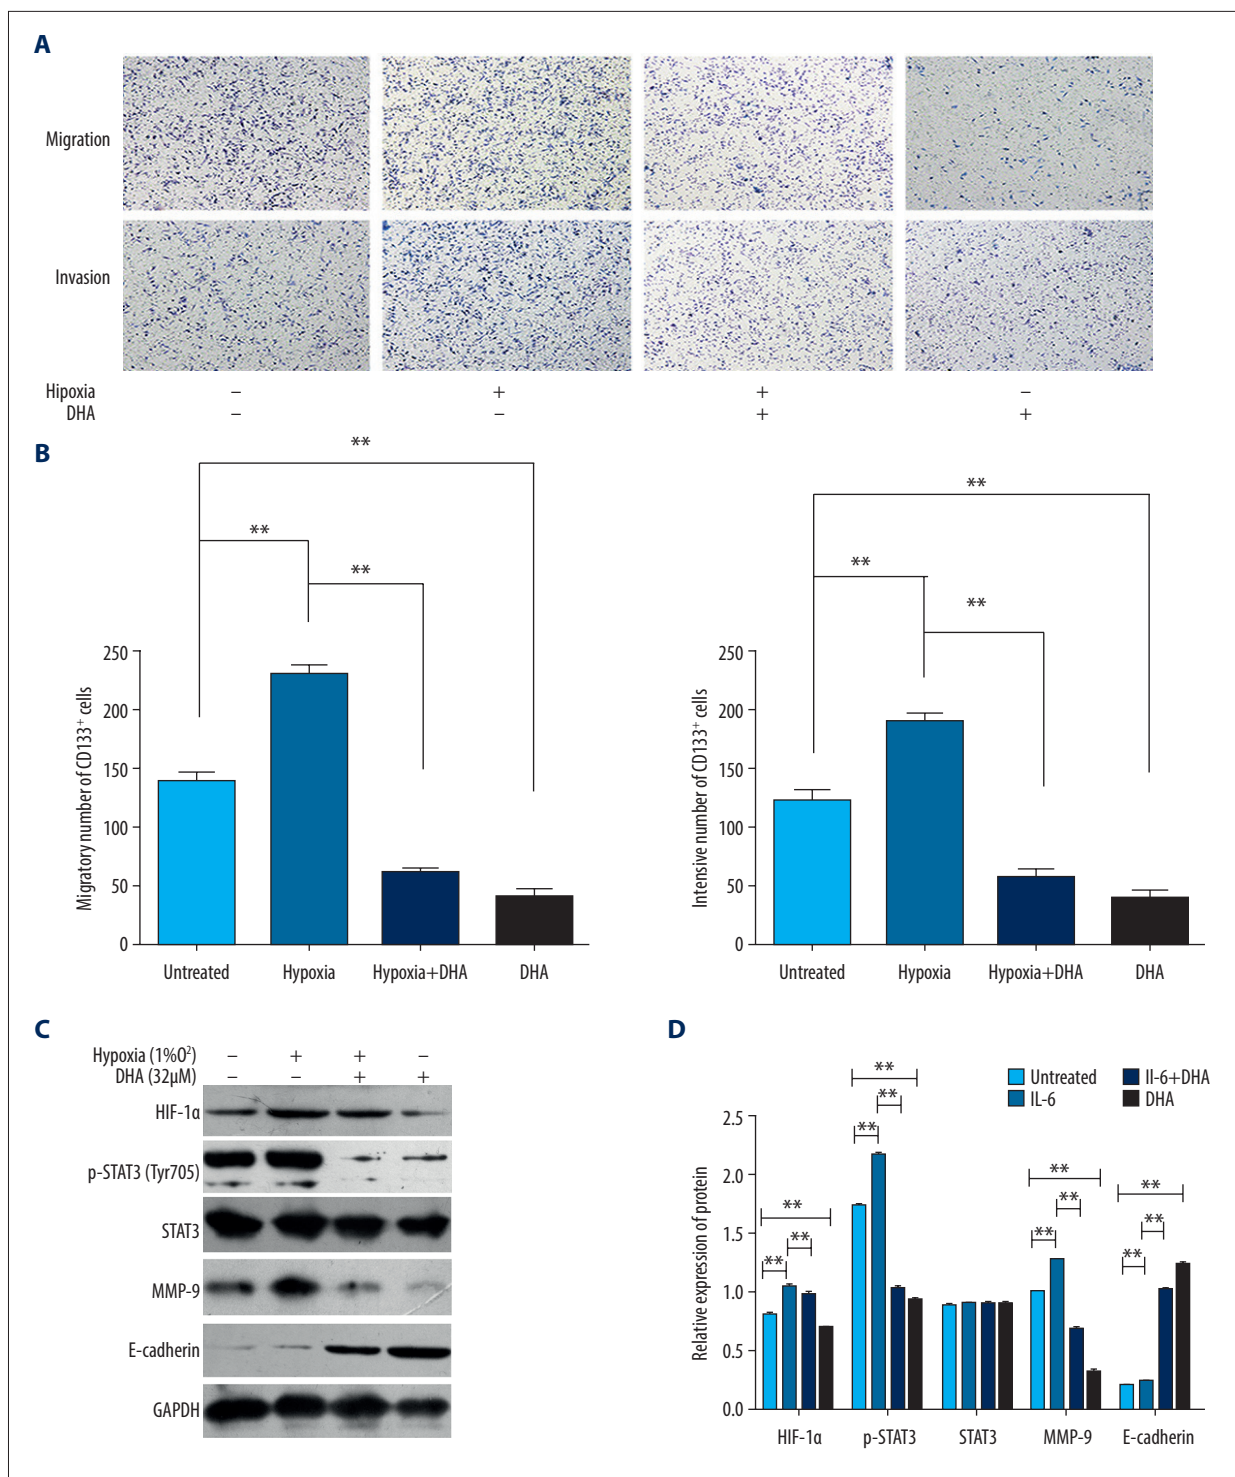 A
Migration
Invasion
Hipoxia – + + –
DHA – – + +
B
**
**
**
Migratory number of CD133+ cells
250
200
150
100
50
0
Untreated Hypoxia Hypoxia+DHA DHA
**
**
**
Intensive number of CD133+ cells
250
200
150
100
50
0
Untreated Hypoxia Hypoxia+DHA DHA
C
Hypoxia (1%O²) – + + –
DHA (32µM) – – + +
HIF-1α
p-STAT3 (Tyr705)
STAT3
MMP-9
E-cadherin
GAPDH
D
Untreated Il-6+DHA
IL-6 DHA
Relative expression of protein
2.5
2.0
1.5
1.0
0.5
0.0
**
**
**
**
**
**
**
**
**
**
**
**
HIF-1α p-STAT3 STAT3 MMP-9 E-cadherin